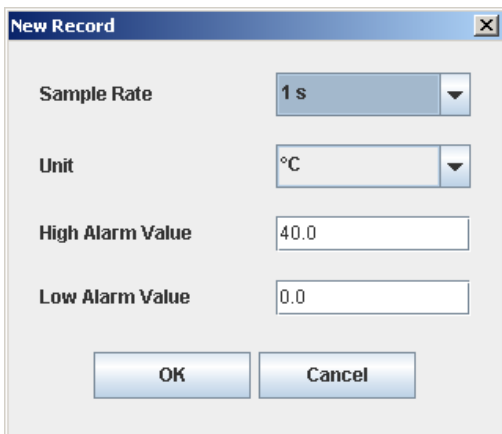 New Record
Sample Rate 1 s
Unit °C
High Alarm Value 40.0
Low Alarm Value 0.0
OK Cancel